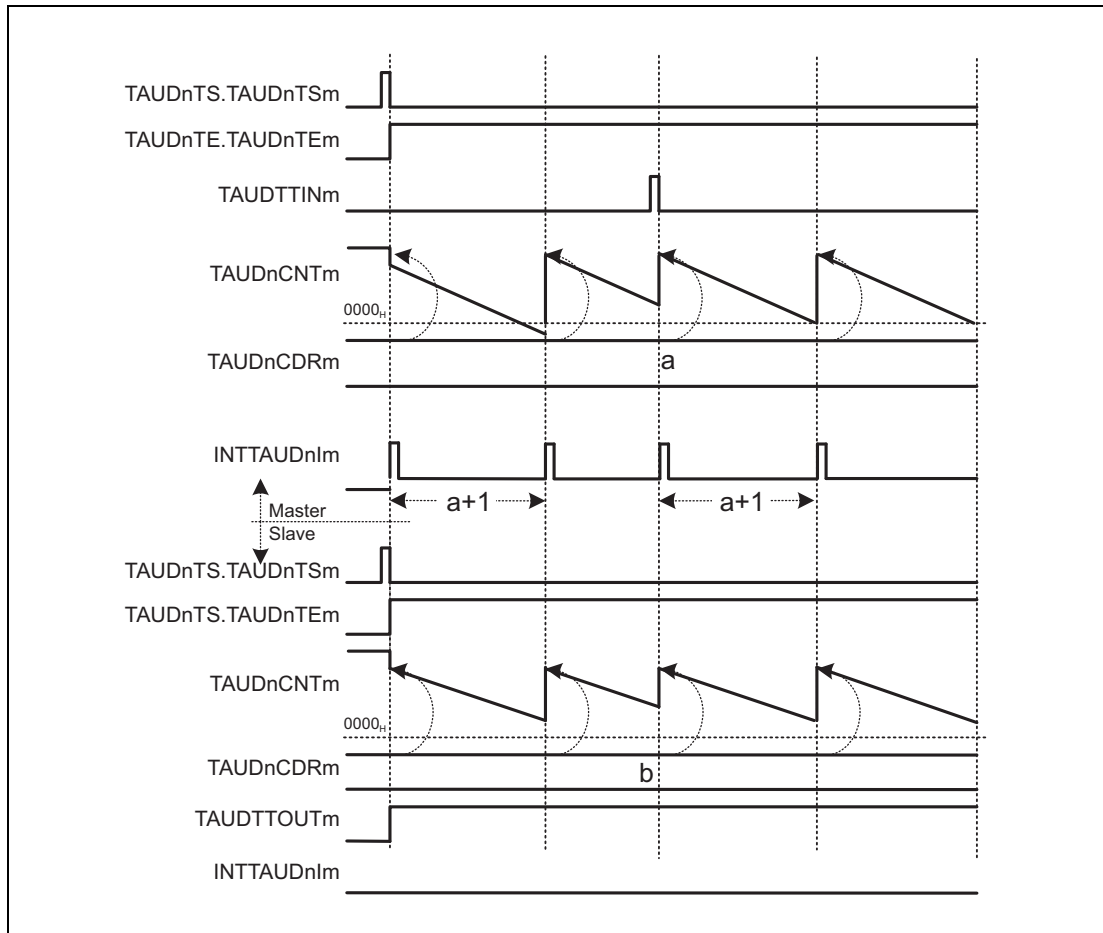 TAUDnTS.TAUDnTSm
TAUDnTE.TAUDnTEm
TAUDTTINm
TAUDnCNTm
0000H
TAUDnCDRm
a
INTTAUDnIm
a+1
a+1
Master
Slave
TAUDnTS.TAUDnTSm
TAUDnTS.TAUDnTEm
TAUDnCNTm
0000H
TAUDnCDRm
b
TAUDTTOUTm
INTTAUDnIm